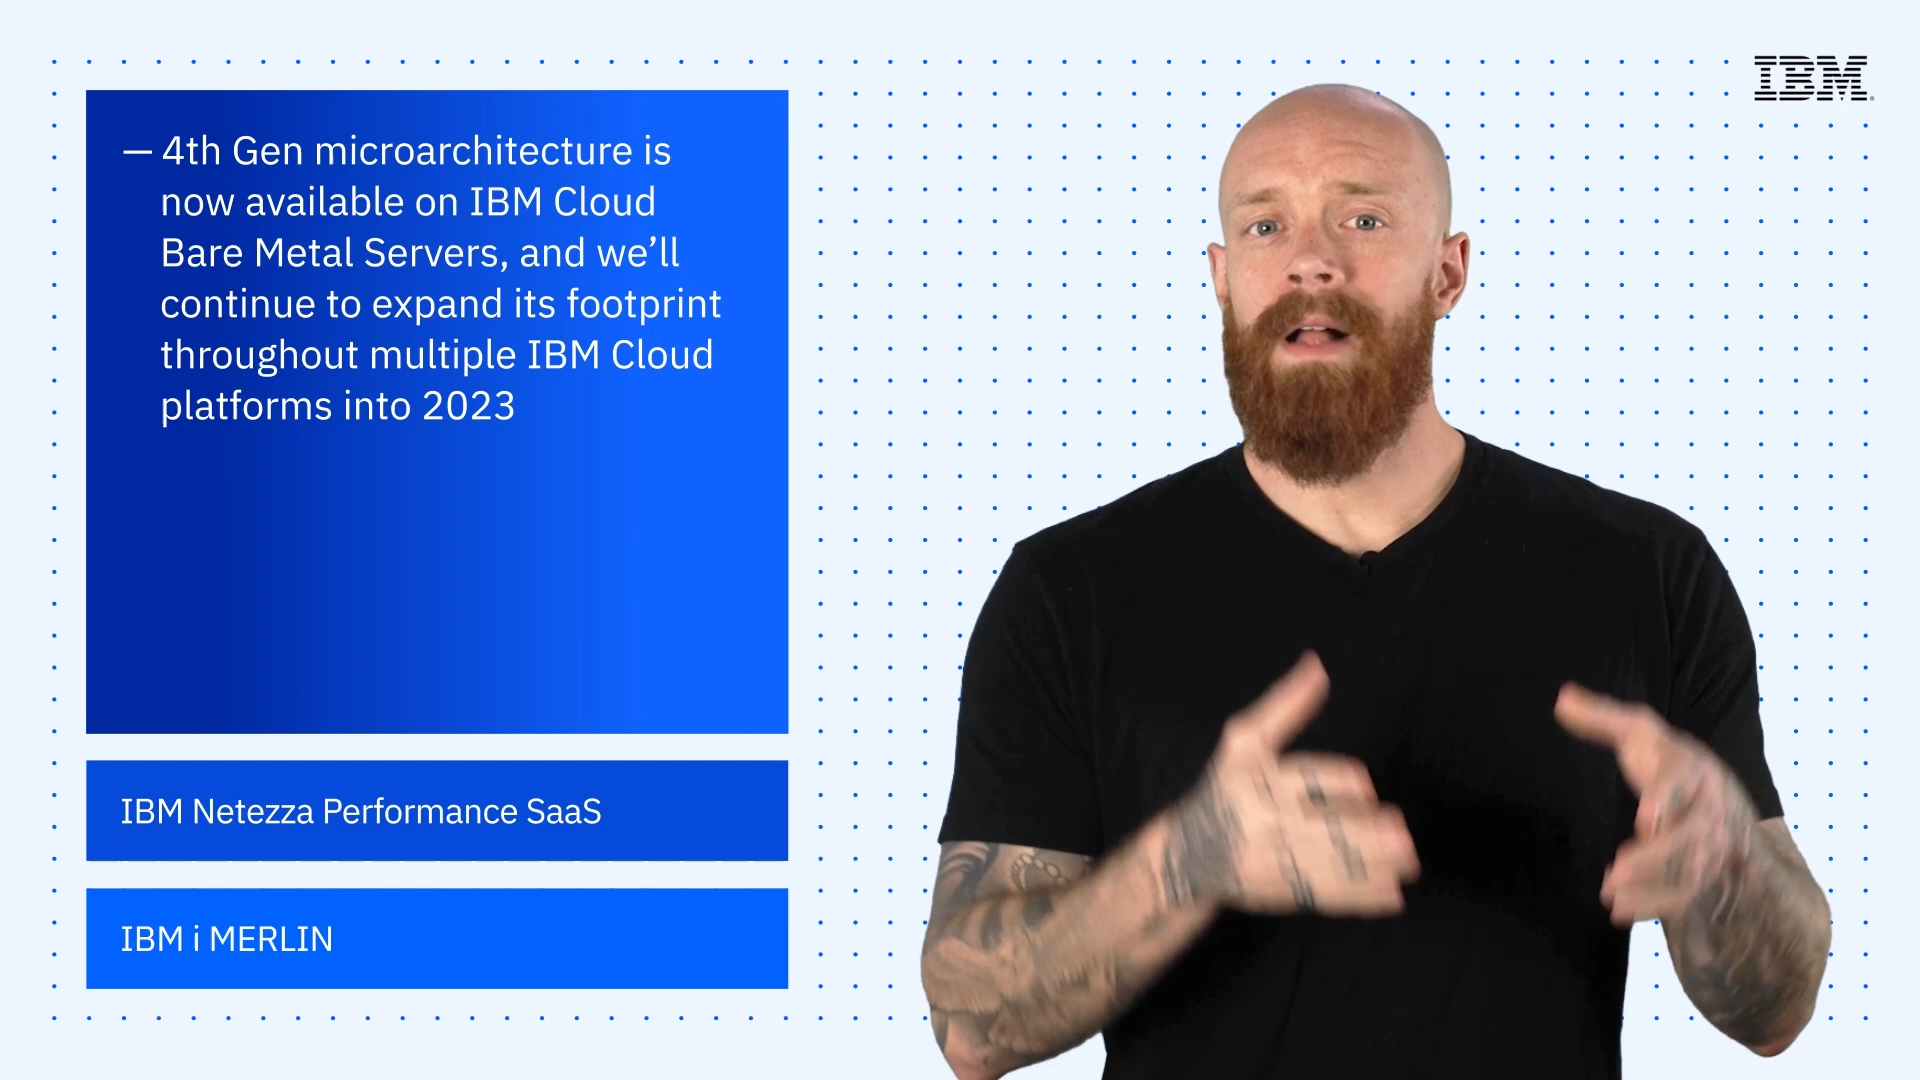 IBM
— 4th Gen microarchitecture is
now available on IBM Cloud
Bare Metal Servers, and we’ll
continue to expand its footprint
throughout multiple IBM Cloud
platforms into 2023
IBM Netezza Performance SaaS
IBM i MERLIN